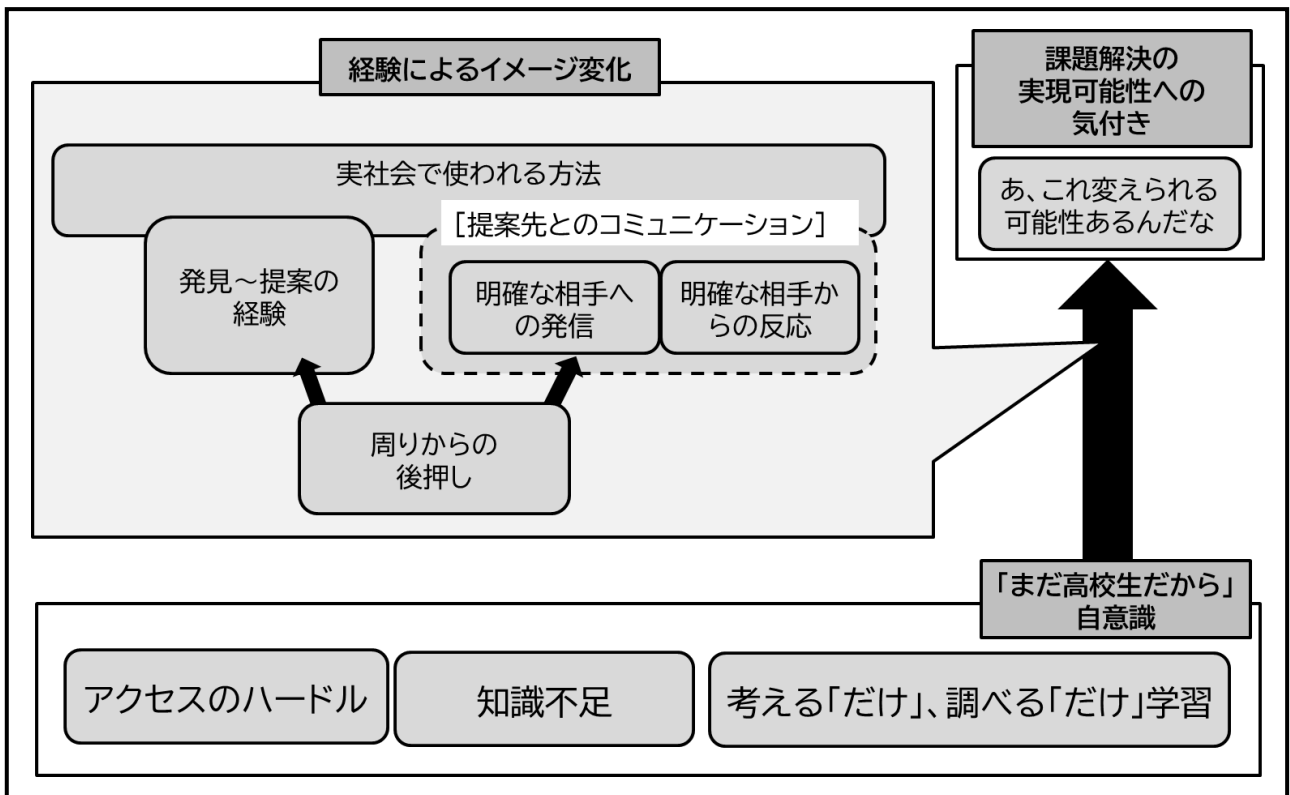 経験によるイメージ変化
実社会で使われる方法
[提案先とのコミュニケーション]
発見～提案の
経験
明確な相手へ
の発信
明確な相手か
らの反応
周りからの
後押し
課題解決の
実現可能性への
気付き
あ、これ変えられる
可能性あるんだな
「まだ高校生だから」
自意識
アクセスのハードル
知識不足
考える「だけ」、調べる「だけ」学習